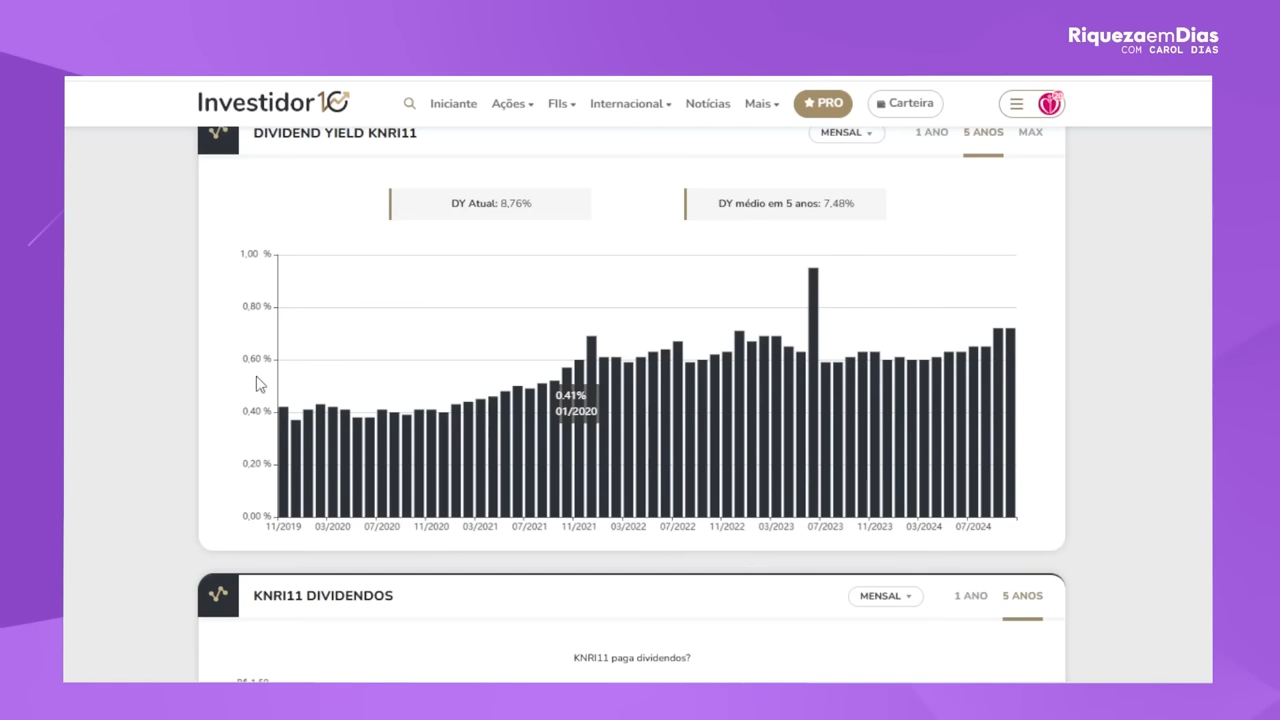 RiquezaemDias
COM CAROL DIAS
Investidor10
Iniciante Ações FIIs Internacional Notícias Mais PRO Carteira
DIVIDEND YIELD KNRI11
MENSAL 1 ANO 5 ANOS MAX
DY Atual: 8,76% DY médio em 5 anos: 7,48%
1,00 %
0,80 %
0,60 %
0,40 %
0,20 %
0,00 %
0.41%
01/2020
11/2019 03/2020 07/2020 11/2020 03/2021 07/2021 11/2021 03/2022 07/2022 11/2022 03/2023 07/2023 11/2023 03/2024 07/2024
KNRI11 DIVIDENDOS
MENSAL 1 ANO 5 ANOS
KNRI11 paga dividendos?